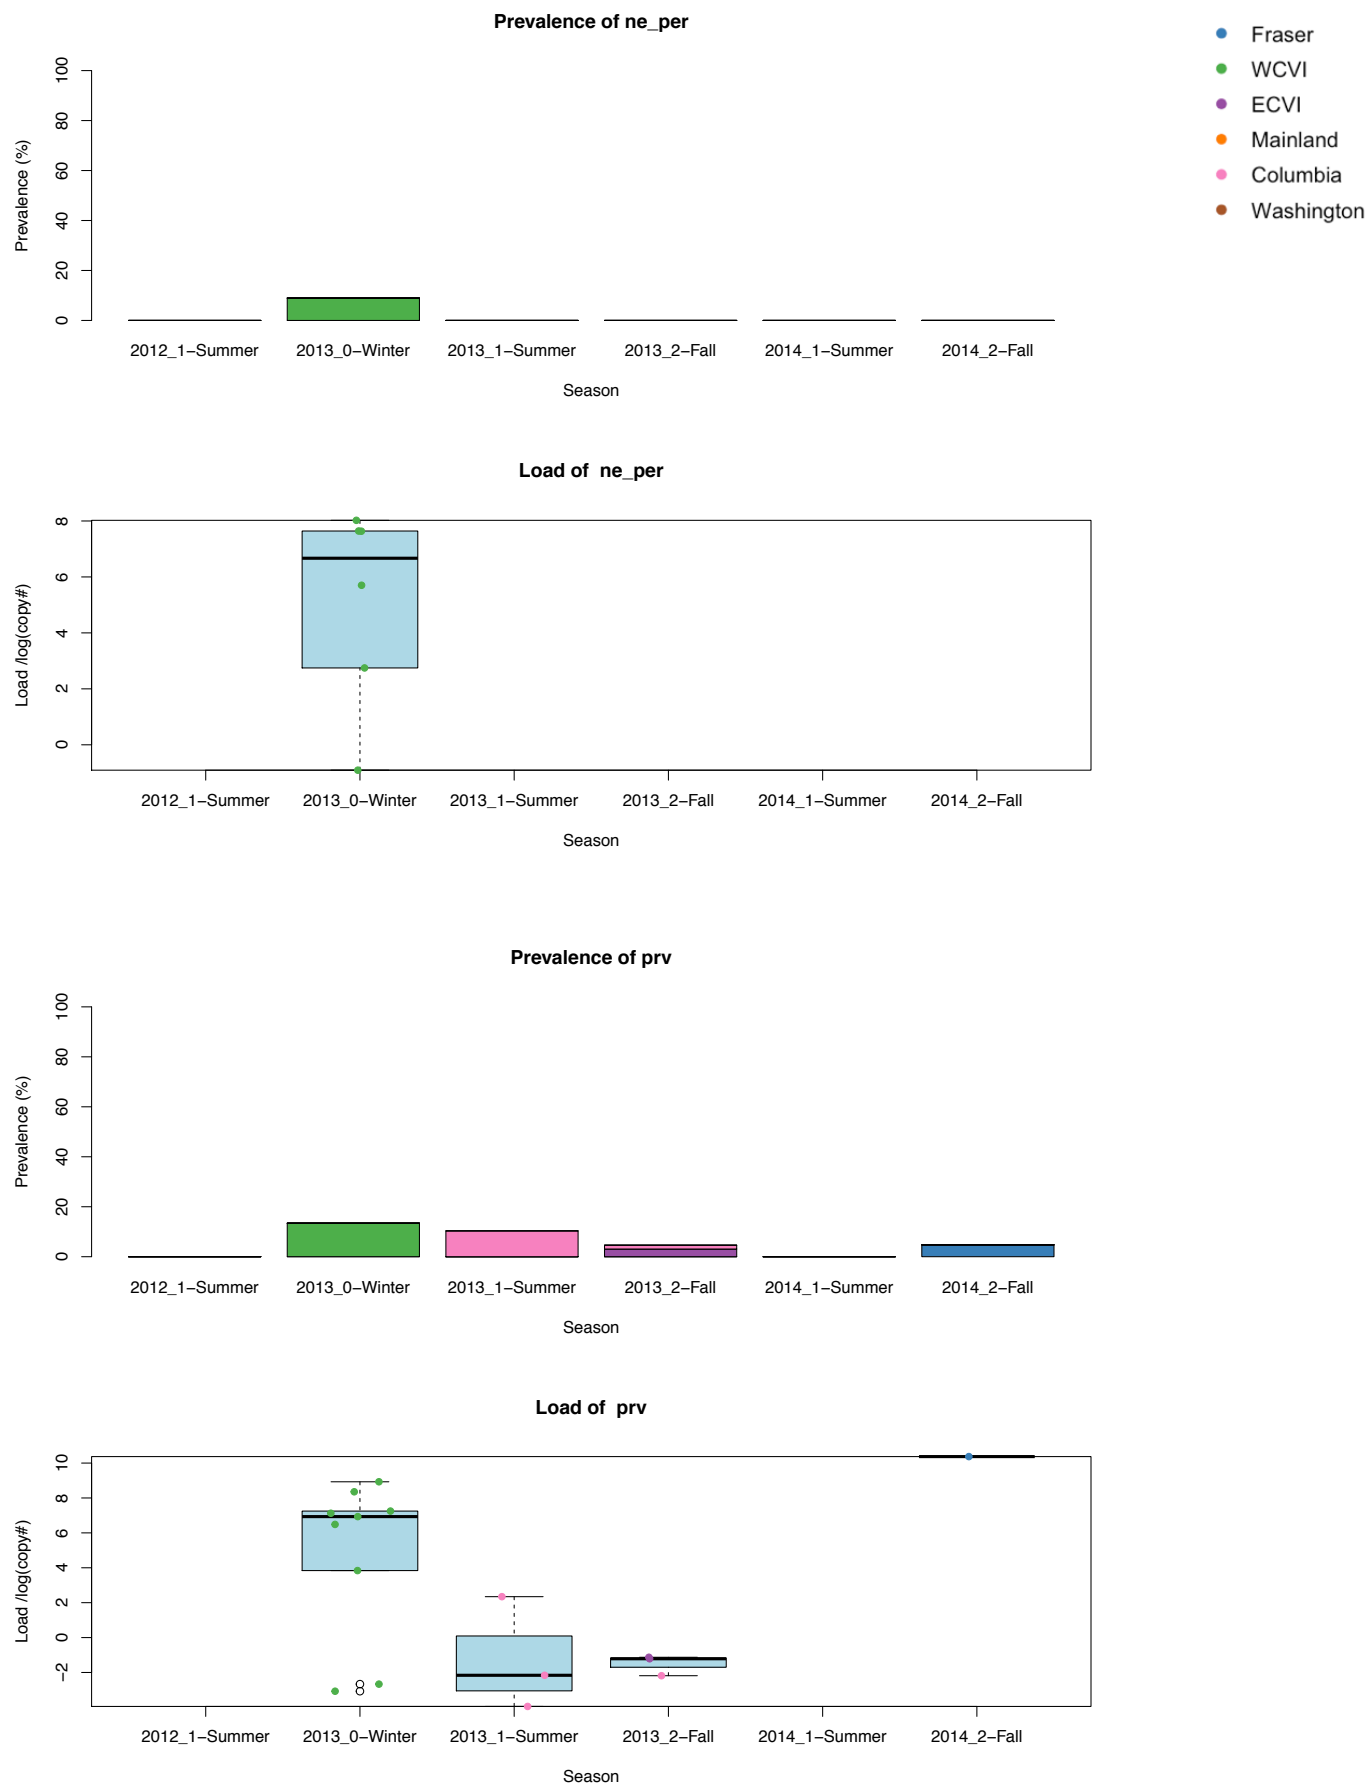 Prevalence of ne_per
Fraser
WCVI
ECVI
Mainland
Columbia
Washington
Prevalence (%)
100
80
60
40
20
0
2012_1−Summer 2013_0−Winter 2013_1−Summer 2013_2−Fall 2014_1−Summer 2014_2−Fall
Season
Load of ne_per
Load /log(copy#)
8
6
4
2
0
2012_1−Summer 2013_0−Winter 2013_1−Summer 2013_2−Fall 2014_1−Summer 2014_2−Fall
Season
Prevalence of prv
Prevalence (%)
100
80
60
40
20
0
2012_1−Summer 2013_0−Winter 2013_1−Summer 2013_2−Fall 2014_1−Summer 2014_2−Fall
Season
Load of prv
Load /log(copy#)
10
8
6
4
2
0
−2
2012_1−Summer 2013_0−Winter 2013_1−Summer 2013_2−Fall 2014_1−Summer 2014_2−Fall
Season